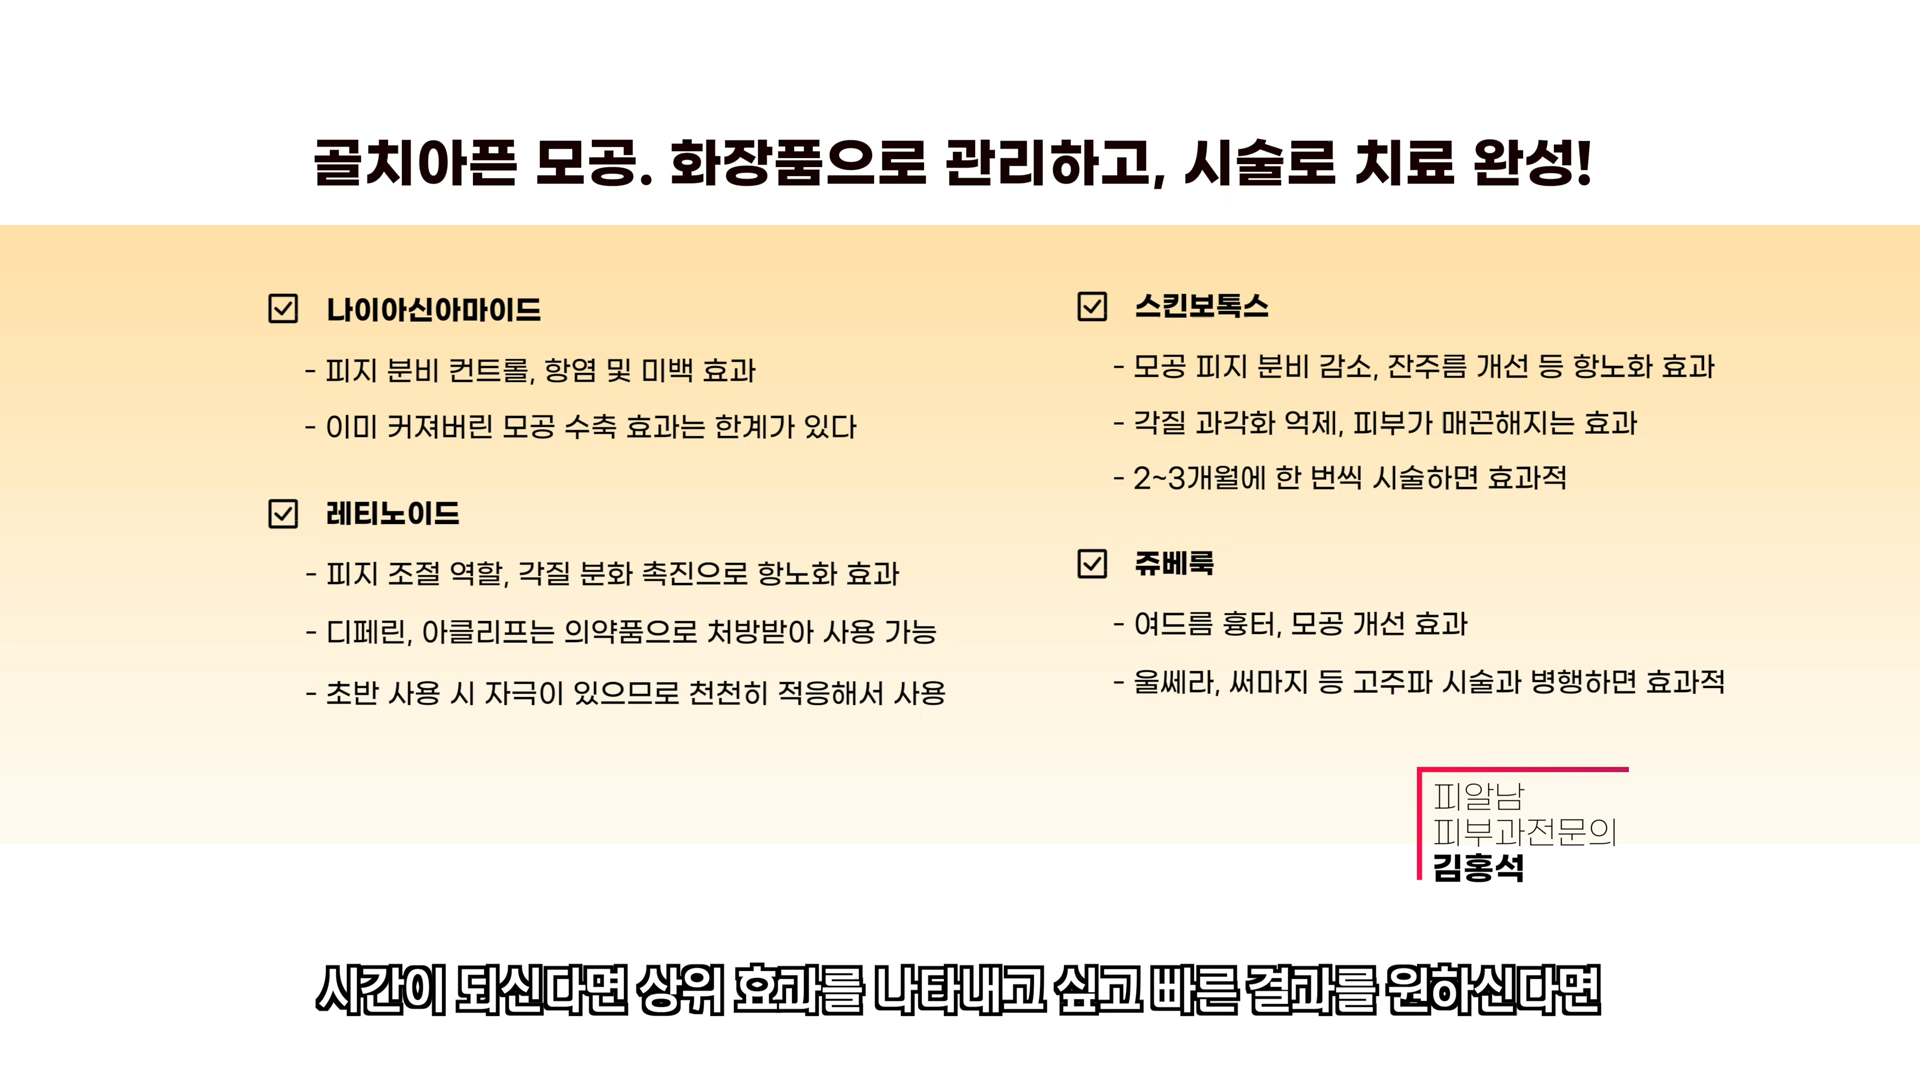 골치아픈 모공. 화장품으로 관리하고, 시술로 치료 완성!
나이아신아마이드
- 피지 분비 컨트롤, 항염 및 미백 효과
- 이미 커져버린 모공 수축 효과는 한계가 있다
레티노이드
- 피지 조절 역할, 각질 분화 촉진으로 항노화 효과
- 디페린, 아클리프는 의약품으로 처방받아 사용 가능
- 초반 사용 시 자극이 있으므로 천천히 적응해서 사용
스킨보톡스
- 모공 피지 분비 감소, 잔주름 개선 등 항노화 효과
- 각질 과각화 억제, 피부가 매끈해지는 효과
- 2~3개월에 한 번씩 시술하면 효과적
쥬베룩
- 여드름 흉터, 모공 개선 효과
- 울쎄라, 써마지 등 고주파 시술과 병행하면 효과적
피알남
피부과전문의
김홍석
시간이 되신다면 상위 효과를 나타내고 싶고 빠른 결과를 원하신다면